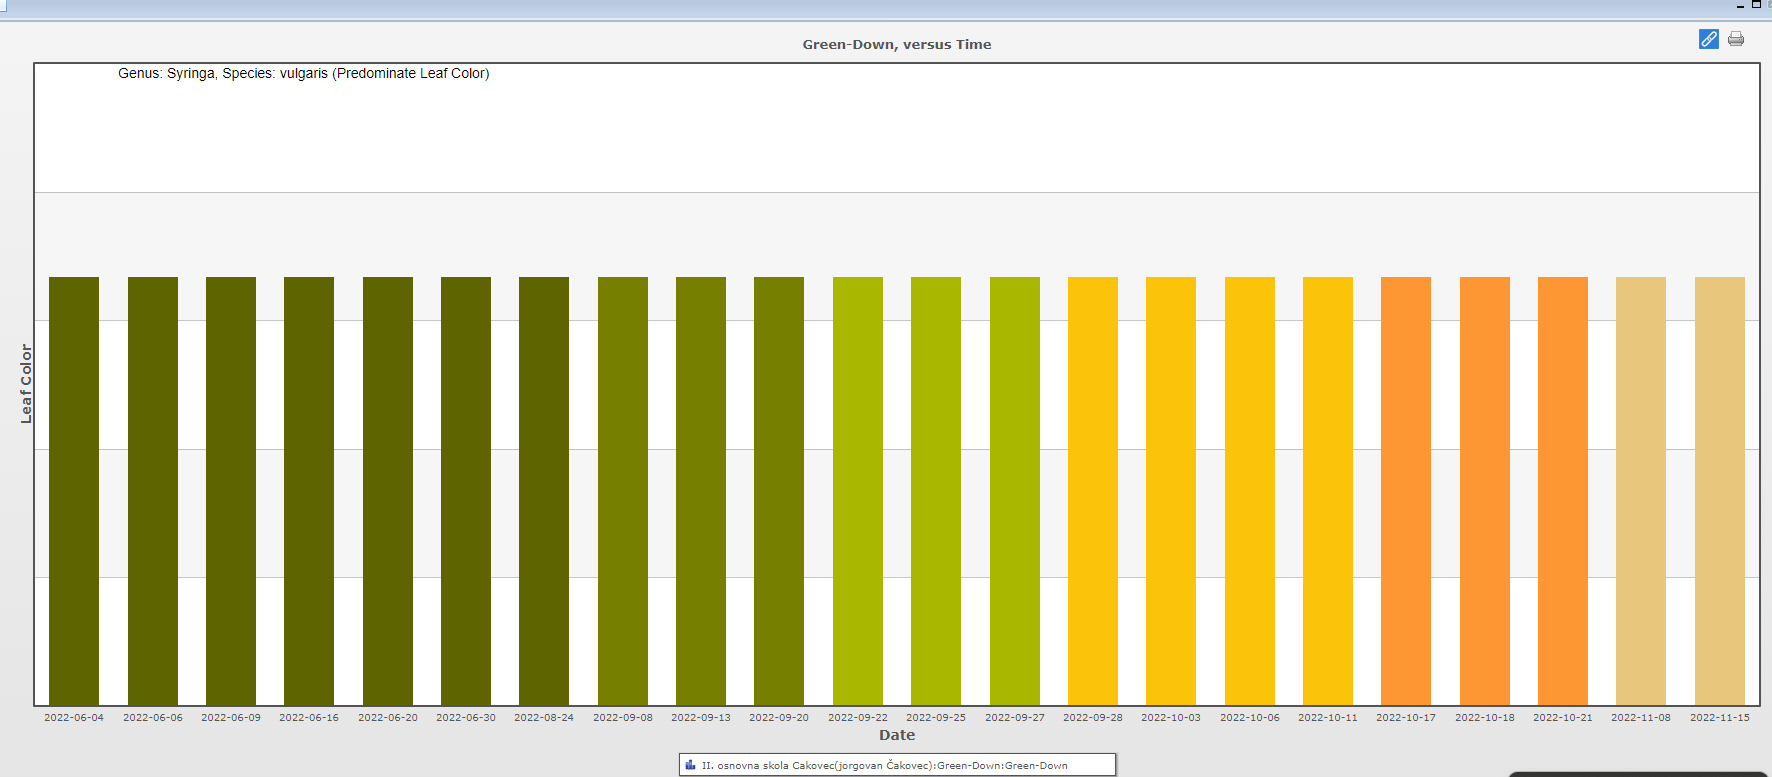 Green-Down, versus Time
Genus: Syringa, Species: vulgaris (Predominate Leaf Color)
Leaf Color
2022-06-04 2022-06-06 2022-06-09 2022-06-16 2022-06-20 2022-06-30 2022-08-24 2022-09-08 2022-09-13 2022-09-20 2022-09-22 2022-09-25 2022-09-27 2022-09-28 2022-10-03 2022-10-06 2022-10-11 2022-10-17 2022-10-18 2022-10-21 2022-11-08 2022-11-15
Date
II. osnovna skola Cakovec(jorgovan Čakovec):Green-Down:Green-Down